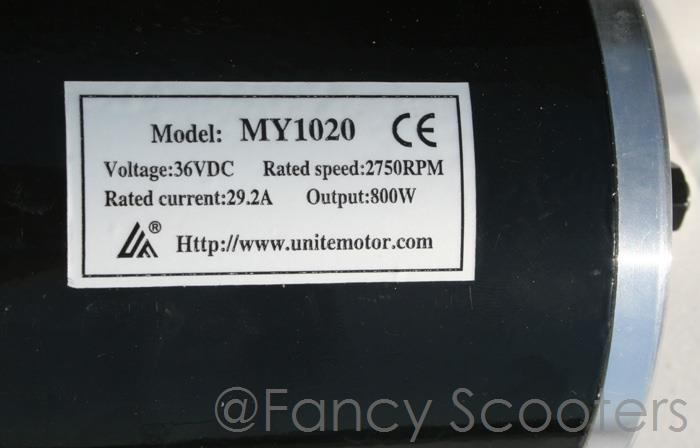 Model: MY1020 CE
Voltage:36VDC Rated speed:2750RPM
Rated current:29.2A Output:800W
® Http://www.unitemotor.com
@Fancy Scooters